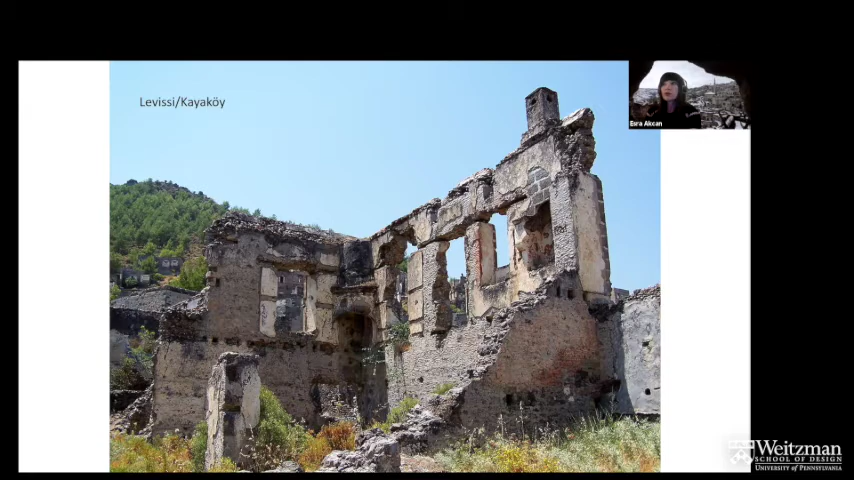 Levissi/Kayaköy
Esra Akcan
Weitzman
SCHOOL OF DESIGN
UNIVERSITY OF PENNSYLVANIA